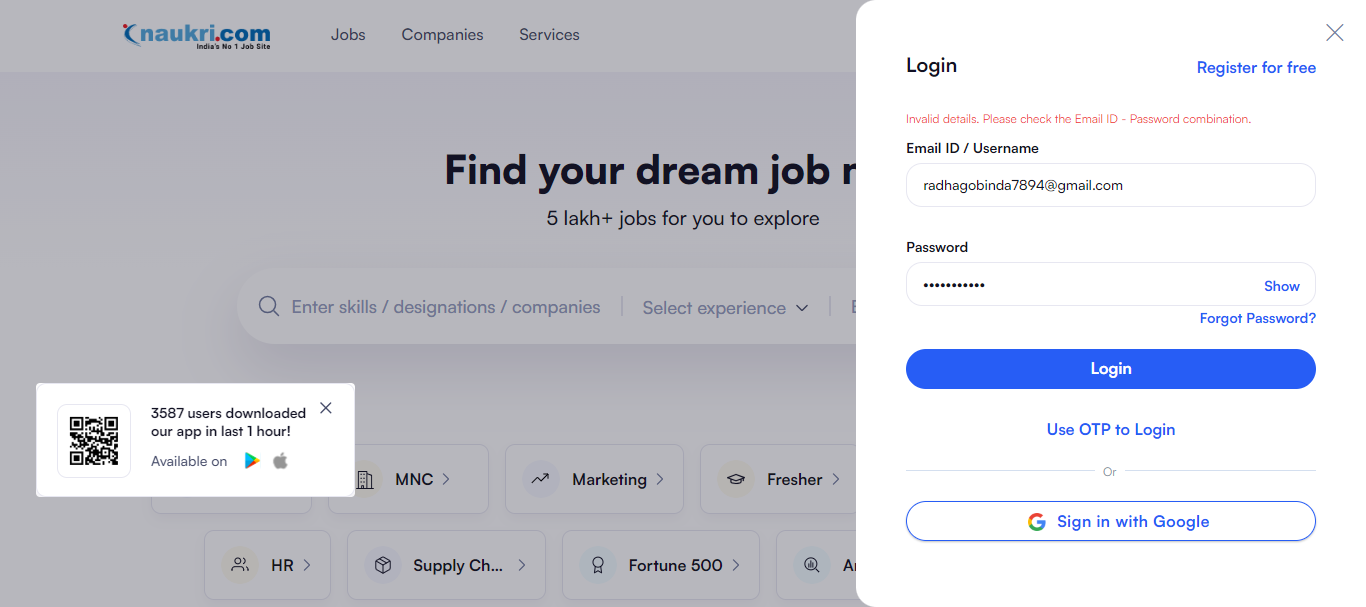 naukri.com
India's No 1 Job Site
Jobs
Companies
Services
Find your dream job
5 lakh+ jobs for you to explore
Enter skills / designations / companies
Select experience
3587 users downloaded
our app in last 1 hour!
Available on
MNC
Marketing
Fresher
HR
Supply Ch...
Fortune 500
Login
Register for free
Invalid details. Please check the Email ID - Password combination.
Email ID / Username
radhagobinda7894@gmail.com
Password
•••••••••••
Show
Forgot Password?
Login
Use OTP to Login
Or
Sign in with Google